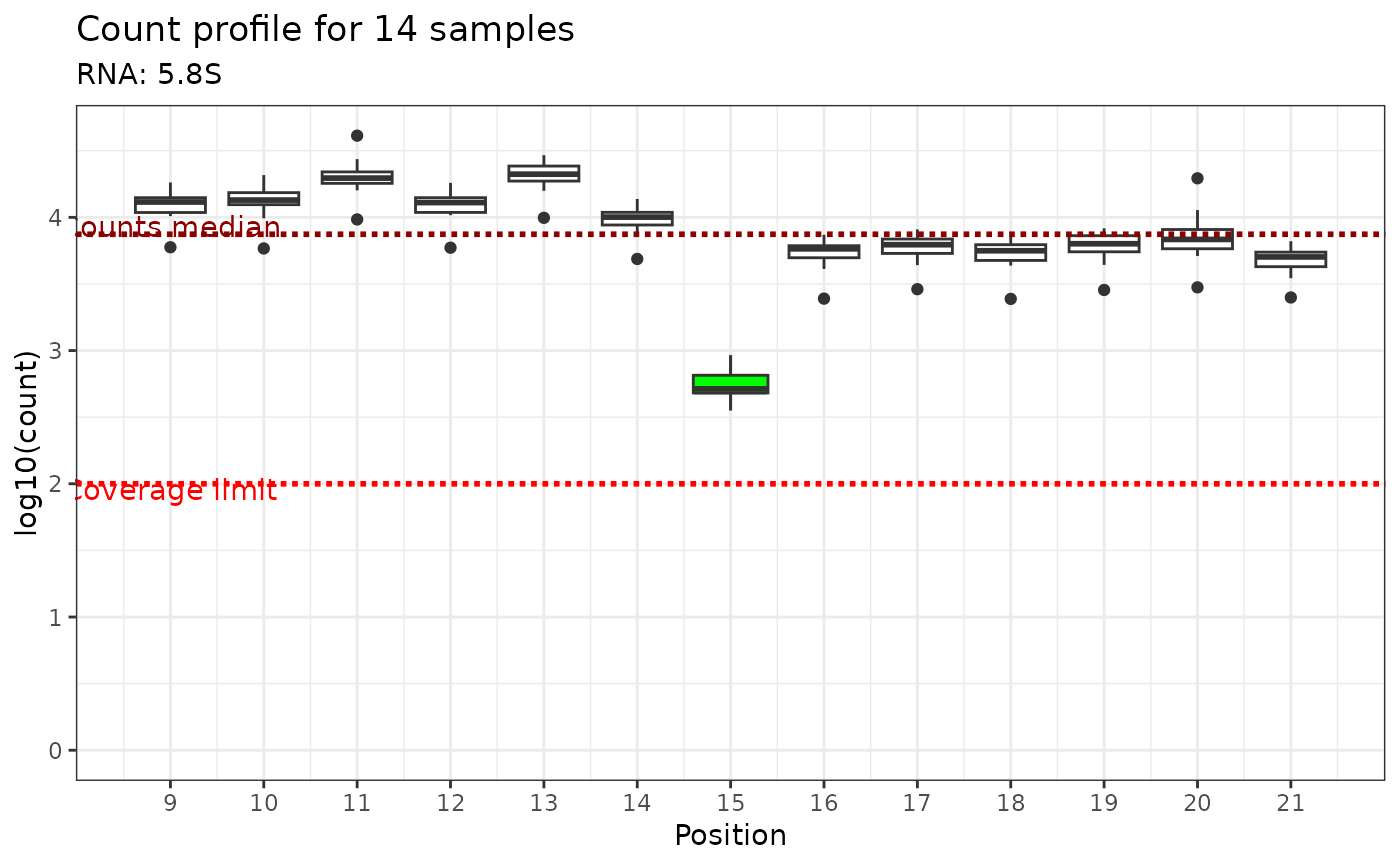 Count profile for 14 samples
RNA: 5.8S
log10(count)
4
3
2
1
0
ounts median
coverage limit
9 10 11 12 13 14 15 16 17 18 19 20 21
Position